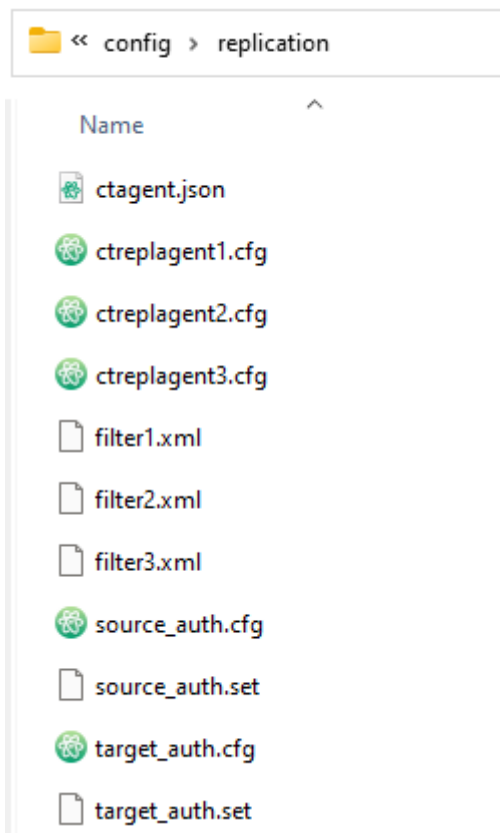 « config > replication
Name
ctagent.json
ctreplagent1.cfg
ctreplagent2.cfg
ctreplagent3.cfg
filter1.xml
filter2.xml
filter3.xml
source_auth.cfg
source_auth.set
target_auth.cfg
target_auth.set